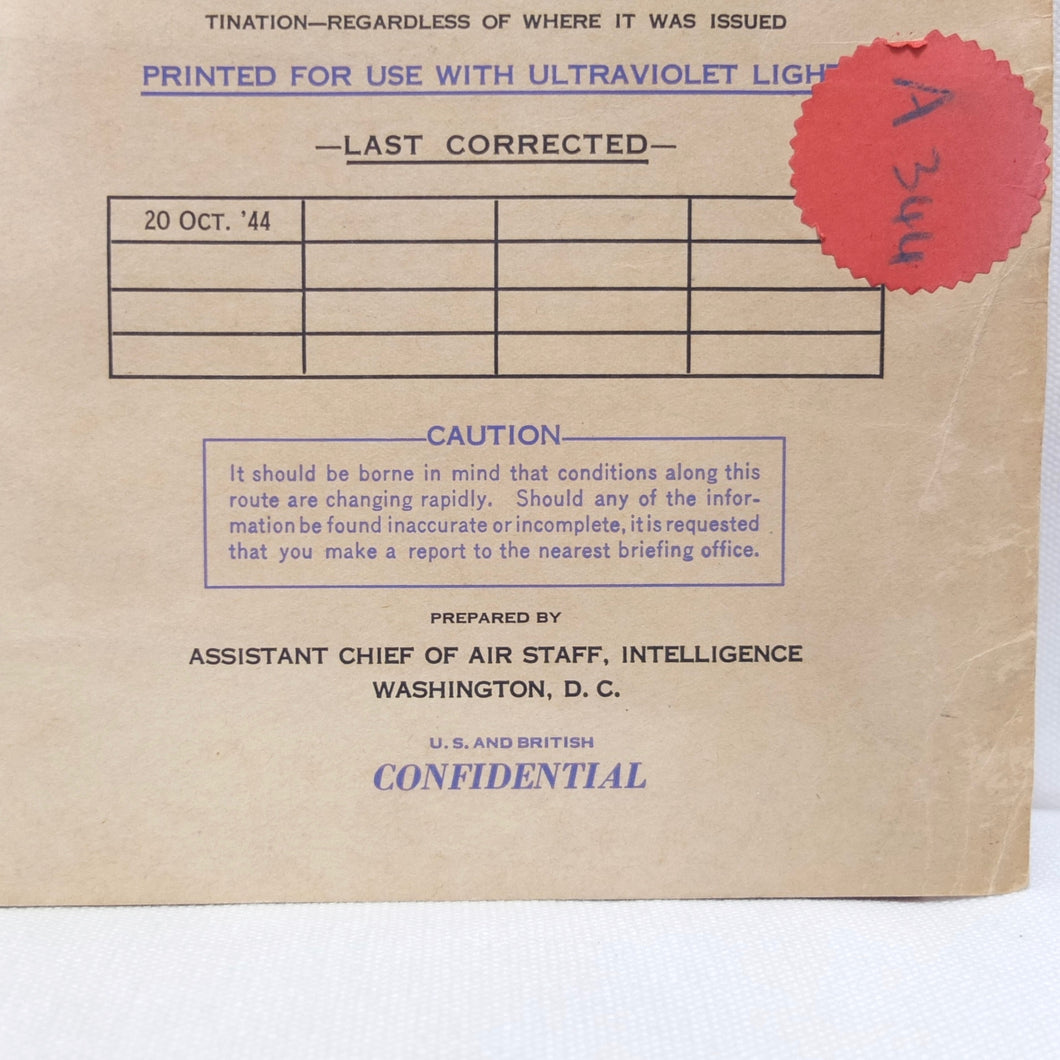 TINATION—REGARDLESS OF WHERE IT WAS ISSUED
PRINTED FOR USE WITH ULTRAVIOLET LIGH
A 344
—LAST CORRECTED—
20 OCT. '44
CAUTION
It should be borne in mind that conditions along this
route are changing rapidly. Should any of the infor-
mation be found inaccurate or incomplete, it is requested
that you make a report to the nearest briefing office.
PREPARED BY
ASSISTANT CHIEF OF AIR STAFF, INTELLIGENCE
WASHINGTON, D. C.
U. S. AND BRITISH
CONFIDENTIAL